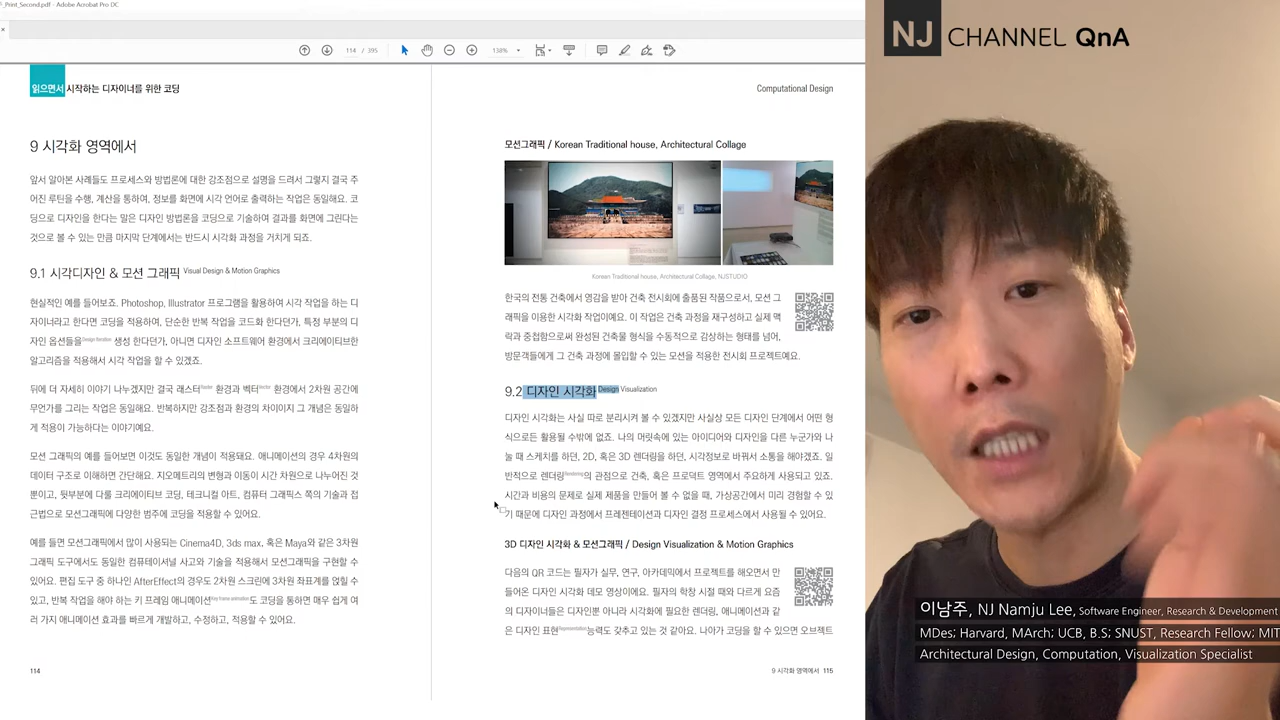 _Print_Second.pdf - Adobe Acrobat Pro DC
114 / 395
138%
읽으면서 시작하는 디자이너를 위한 코딩
9 시각화 영역에서
앞서 알아본 사례들도 프로세스와 방법론에 대한 강조점으로 설명을 드려서 그렇지 결국 주
어진 루틴을 수행, 계산을 통하여, 정보를 화면에 시각 언어로 출력하는 작업은 동일해요. 코
딩으로 디자인을 한다는 말은 디자인 방법론을 코딩으로 기술하여 결과를 화면에 그린다는
것으로 볼 수 있는 만큼 마지막 단계에서는 반드시 시각화 과정을 거치게 되죠.
9.1 시각디자인 & 모션 그래픽 Visual Design & Motion Graphics
현실적인 예를 들어보죠. Photoshop, Illustrator 프로그램을 활용하여 시각 작업을 하는 디
자이너라고 한다면 코딩을 적용하여, 단순한 반복 작업을 코드화 한다던가, 특정 부분의 디
자인 옵션들을 Design Iteration 생성 한다던가, 아니면 디자인 소프트웨어 환경에서 크리에이티브한
알고리즘을 적용해서 시각 작업을 할 수 있겠죠.
뒤에 더 자세히 이야기 나누겠지만 결국 래스터 Raster 환경과 벡터 Vector 환경에서 2차원 공간에
무언가를 그리는 작업은 동일해요. 반복하지만 강조점과 환경의 차이이지 그 개념은 동일하
게 적용이 가능하다는 이야기예요.
모션 그래픽의 예를 들어보면 이것도 동일한 개념이 적용돼요. 애니메이션의 경우 4차원의
데이터 구조로 이해하면 간단해요. 지오메트리의 변형과 이동이 시간 차원으로 나누어진 것
뿐이고, 뒷부분에 다룰 크리에이티브 코딩, 테크니컬 아트, 컴퓨터 그래픽스 쪽의 기술과 접
근법으로 모션그래픽에 다양한 범주에 코딩을 적용할 수 있어요.
예를 들면 모션그래픽에서 많이 사용되는 Cinema4D, 3ds max, 혹은 Maya와 같은 3차원
그래픽 도구에서도 동일한 컴퓨테이셔널 사고와 기술을 적용해서 모션그래픽을 구현할 수
있어요. 편집 도구 중 하나인 AfterEffect의 경우도 2차원 스크린에 3차원 좌표계를 얹힐 수
있고, 반복 작업을 해야 하는 키 프레임 애니메이션 Key frame animation도 코딩을 통하면 매우 쉽게 여
러 가지 애니메이션 효과를 빠르게 개발하고, 수정하고, 적용할 수 있어요.
114
Computational Design
모션그래픽 / Korean Traditional house, Architectural Collage
Korean Traditional house, Architectural Collage, NJSTUDIO
한국의 전통 건축에서 영감을 받아 건축 전시회에 출품된 작품으로서, 모션 그
래픽을 이용한 시각화 작업이에요. 이 작업은 건축 과정을 재구성하고 실제 맥
락과 중첩함으로써 완성된 건축물 형식을 수동적으로 감상하는 형태를 넘어,
방문객들에게 그 건축 과정에 몰입할 수 있는 모션을 적용한 전시회 프로젝트예요.
9.2 디자인 시각화 Design Visualization
디자인 시각화는 사실 따로 분리시켜 볼 수 있겠지만 사실상 모든 디자인 단계에서 어떤 형
식으로든 활용될 수밖에 없죠. 나의 머릿속에 있는 아이디어와 디자인을 다른 누군가와 나
눌 때 스케치를 하던, 2D, 혹은 3D 렌더링을 하던, 시각정보로 바꿔서 소통을 해야겠죠. 일
반적으로 렌더링 Rendering의 관점으로 건축, 혹은 프로덕트 영역에서 주요하게 사용되고 있죠.
시간과 비용의 문제로 실제 제품을 만들어 볼 수 없을 때, 가상공간에서 미리 경험할 수 있
기 때문에 디자인 과정에서 프레젠테이션과 디자인 결정 프로세스에서 사용될 수 있어요.
3D 디자인 시각화 & 모션그래픽 / Design Visualization & Motion Graphics
다음의 QR 코드는 필자가 실무, 연구, 아카데믹에서 프로젝트를 해오면서 만
들어온 디자인 시각화 데모 영상이에요. 필자의 학창 시절 때와 다르게 요즘
의 디자이너들은 디자인뿐 아니라 시각화에 필요한 렌더링, 애니메이션과 같
은 디자인 표현 Representation능력도 갖추고 있는 것 같아요. 나아가 코딩을 할 수 있으면 오브젝트
9 시각화 영역에서 115
NJ CHANNEL QnA
이남주, NJ Namju Lee, Software Engineer, Research & Development
MDes; Harvard, MArch; UCB, B.S; SNUST, Research Fellow; MIT
Architectural Design, Computation, Visualization Specialist